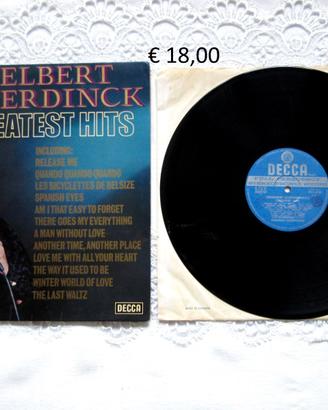 € 18,00
ELBERT
ERDINCK
EATEST HITS
INCLUDING:
RELEASE ME
QUANDO QUANDO QUANDO
LES BICYCLETTES DE BELSIZE
SPANISH EYES
AM I THAT EASY TO FORGET
THERE GOES MY EVERYTHING
A MAN WITHOUT LOVE
ANOTHER TIME, ANOTHER PLACE
LOVE ME WITH ALL YOUR HEART
THE WAY IT USED TO BE
WINTER WORLD OF LOVE
THE LAST WALTZ
DECCA
DECCA